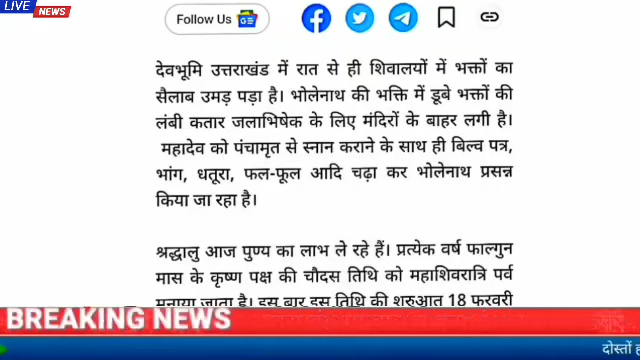 LIVE
NEWS
Follow Us
देवभूमि उत्तराखंड में रात से ही शिवालयों में भक्तों का
सैलाब उमड़ पड़ा है। भोलेनाथ की भक्ति में डूबे भक्तों की
लंबी कतार जलाभिषेक के लिए मंदिरों के बाहर लगी है।
महादेव को पंचामृत से स्नान कराने के साथ ही बिल्व पत्र,
भांग, धतूरा, फल-फूल आदि चढ़ा कर भोलेनाथ प्रसन्न
किया जा रहा है।
श्रद्धालु आज पुण्य का लाभ ले रहे हैं। प्रत्येक वर्ष फाल्गुन
मास के कृष्ण पक्ष की चौदस तिथि को महाशिवरात्रि पर्व
मनाया जाता है। इस बार इस तिथि की शुरुआत 18 फरवरी
BREAKING NEWS
दोस्तों